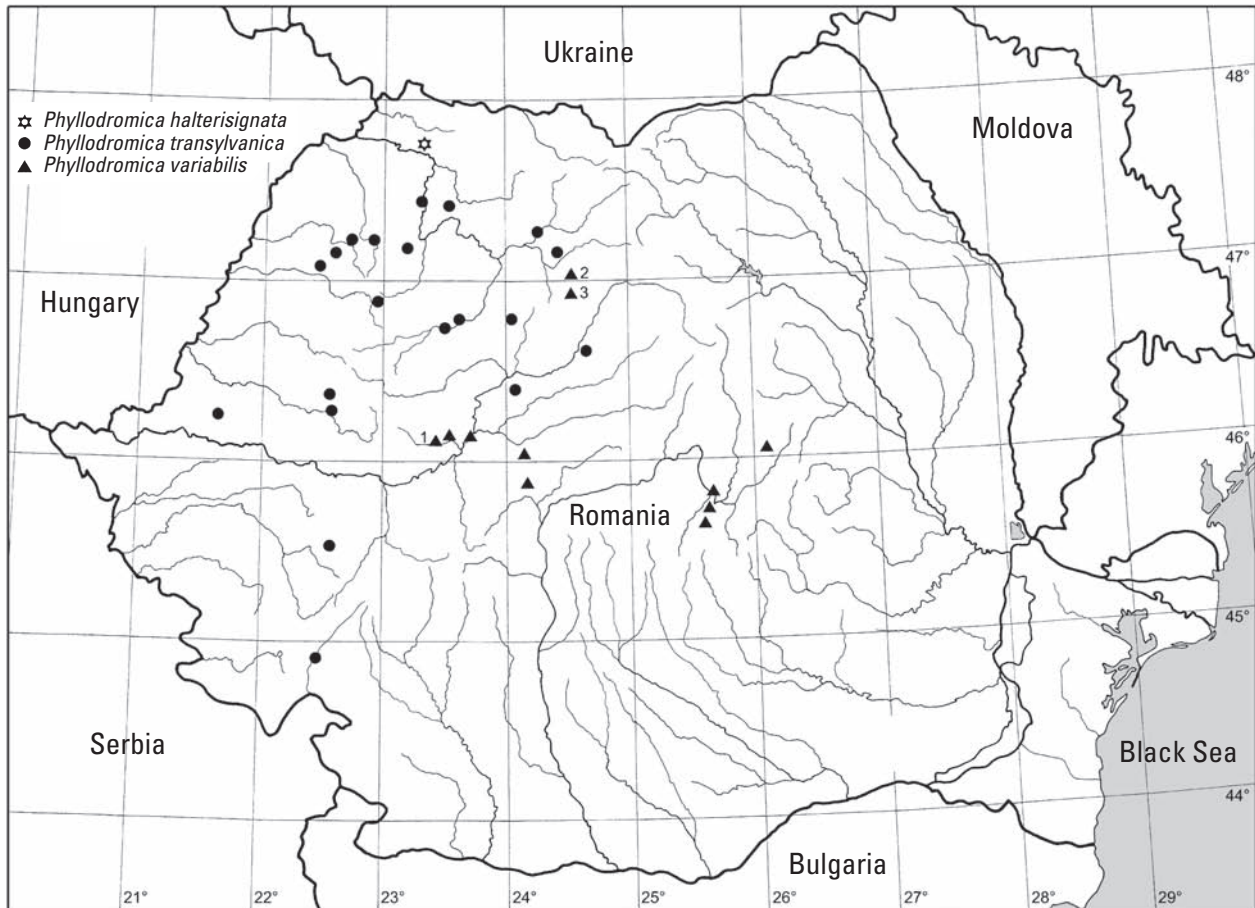 Ukraine
48°
Phyllodromica halterisignata
Phyllodromica transylvanica
Phyllodromica variabilis
Moldova
47°
2
3
Hungary
46°
1
Romania
45°
Serbia
Black Sea
44°
Bulgaria
21°
22°
23°
24°
25°
26°
27°
28°
29°